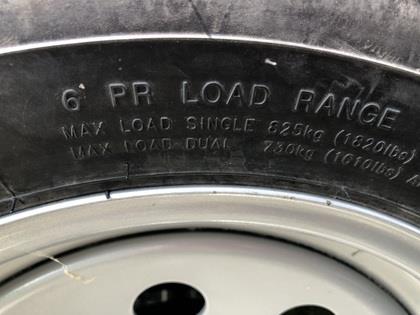 6 PR LOAD RANGE
MAX LOAD SINGLE 825kg (1820lbs)
MAX LOAD DUAL 730kg (1610lbs) A